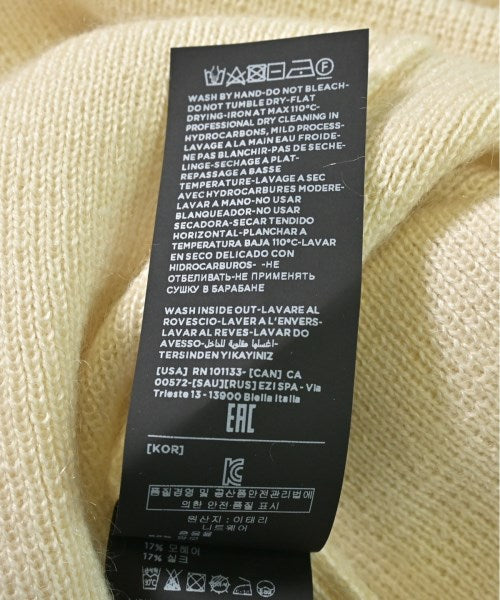 WASH BY HAND-DO NOT BLEACH-
DO NOT TUMBLE DRY-FLAT
DRYING-IRON AT MAX 110°C-
PROFESSIONAL DRY CLEANING IN
HYDROCARBONS, MILD PROCESS-
LAVAGE A LA MAIN EAU FROIDE-
NE PAS BLANCHIR-PAS DE SECHE-
LINGE-SECHAGE A PLAT-
REPASSAGE A BASSE
TEMPERATURE-LAVAGE A SEC
AVEC HYDROCARBURES MODERE-
LAVAR A MANO-NO USAR
BLANQUEADOR-NO USAR
SECADORA-SECAR TENDIDO
HORIZONTAL-PLANCHAR A
TEMPERATURA BAJA 110°C-LAVAR
EN SECO DELICADO CON
HIDROCARBUROS- -НЕ
ОТБЕЛИВАТЬ-НЕ ПРИМЕНЯТЬ
СУШКУ В БАРАБАНЕ
WASH INSIDE OUT-LAVARE AL
ROVESCIO-LAVER A L'ENVERS-
LAVAR AL REVES-LAVAR DO
AVESSO-اغسلها مقلوبة للداخل-
TERSINDEN YIKAYINIZ
[USA] RN 101133- [CAN] CA
00572-[SAU][RUS] EZI SPA - Via
Trieste 13 - 13900 Biella Italia
EAC
[KOR]
품질경영 및 공산품안전관리법에
의한 안전·품질 표시
원산지 : 이태리
니트웨어
17% 모헤어
17% 실크